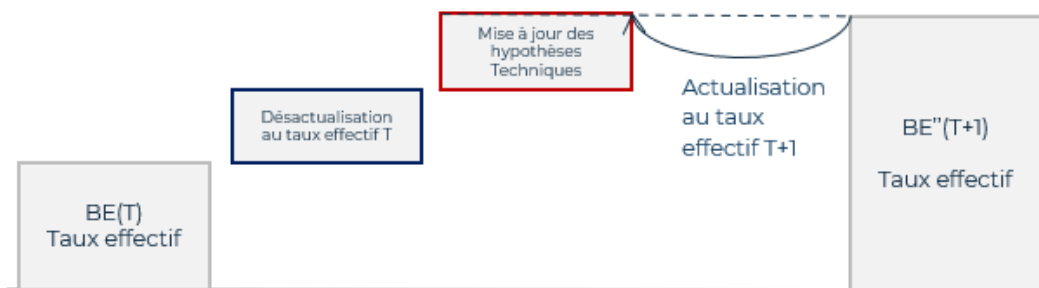 BE(T)
Taux effectif
Désactualisation
au taux effectif T
Mise à jour des
hypothèses
Techniques
Actualisation
au taux
effectif T+1
BE"(T+1)
Taux effectif